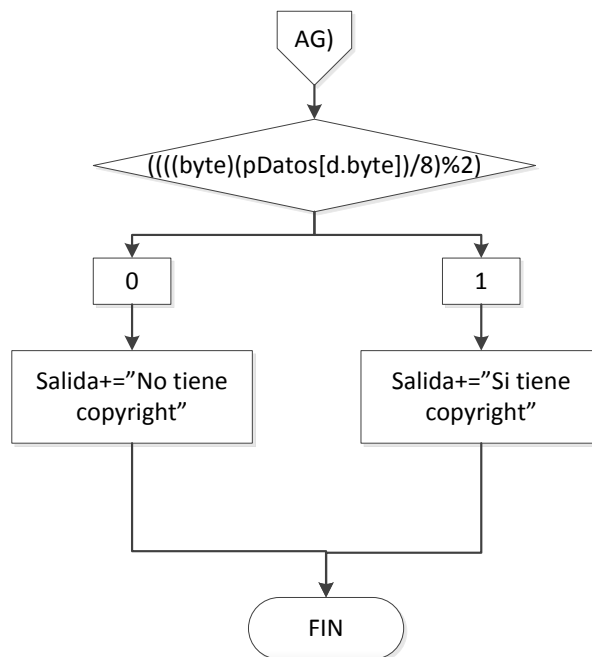 AG)
((((byte)(pDatos[d.byte])/8)%2)
0
1
Salida+=”No tiene
copyright”
Salida+=”Si tiene
copyright”
FIN